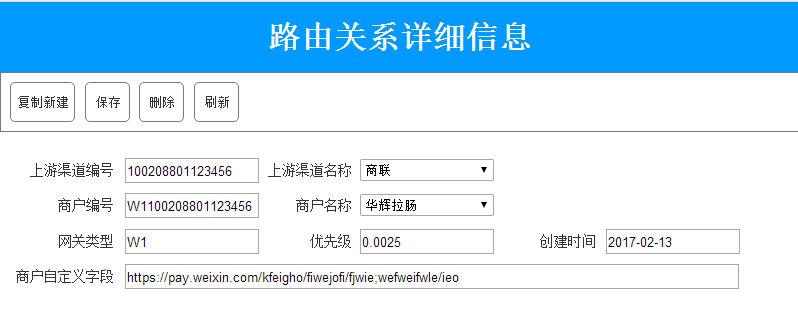 路由关系详细信息
复制新建 保存 删除 刷新
上游渠道编号 100208801123456 上游渠道名称 商联
商户编号 W1100208801123456 商户名称 华辉拉肠
网关类型 W1 优先级 0.0025 创建时间 2017-02-13
商户自定义字段 https://pay.weixin.com/kfeigho/fiwejofi/fjwie;wefweifwle/ieo